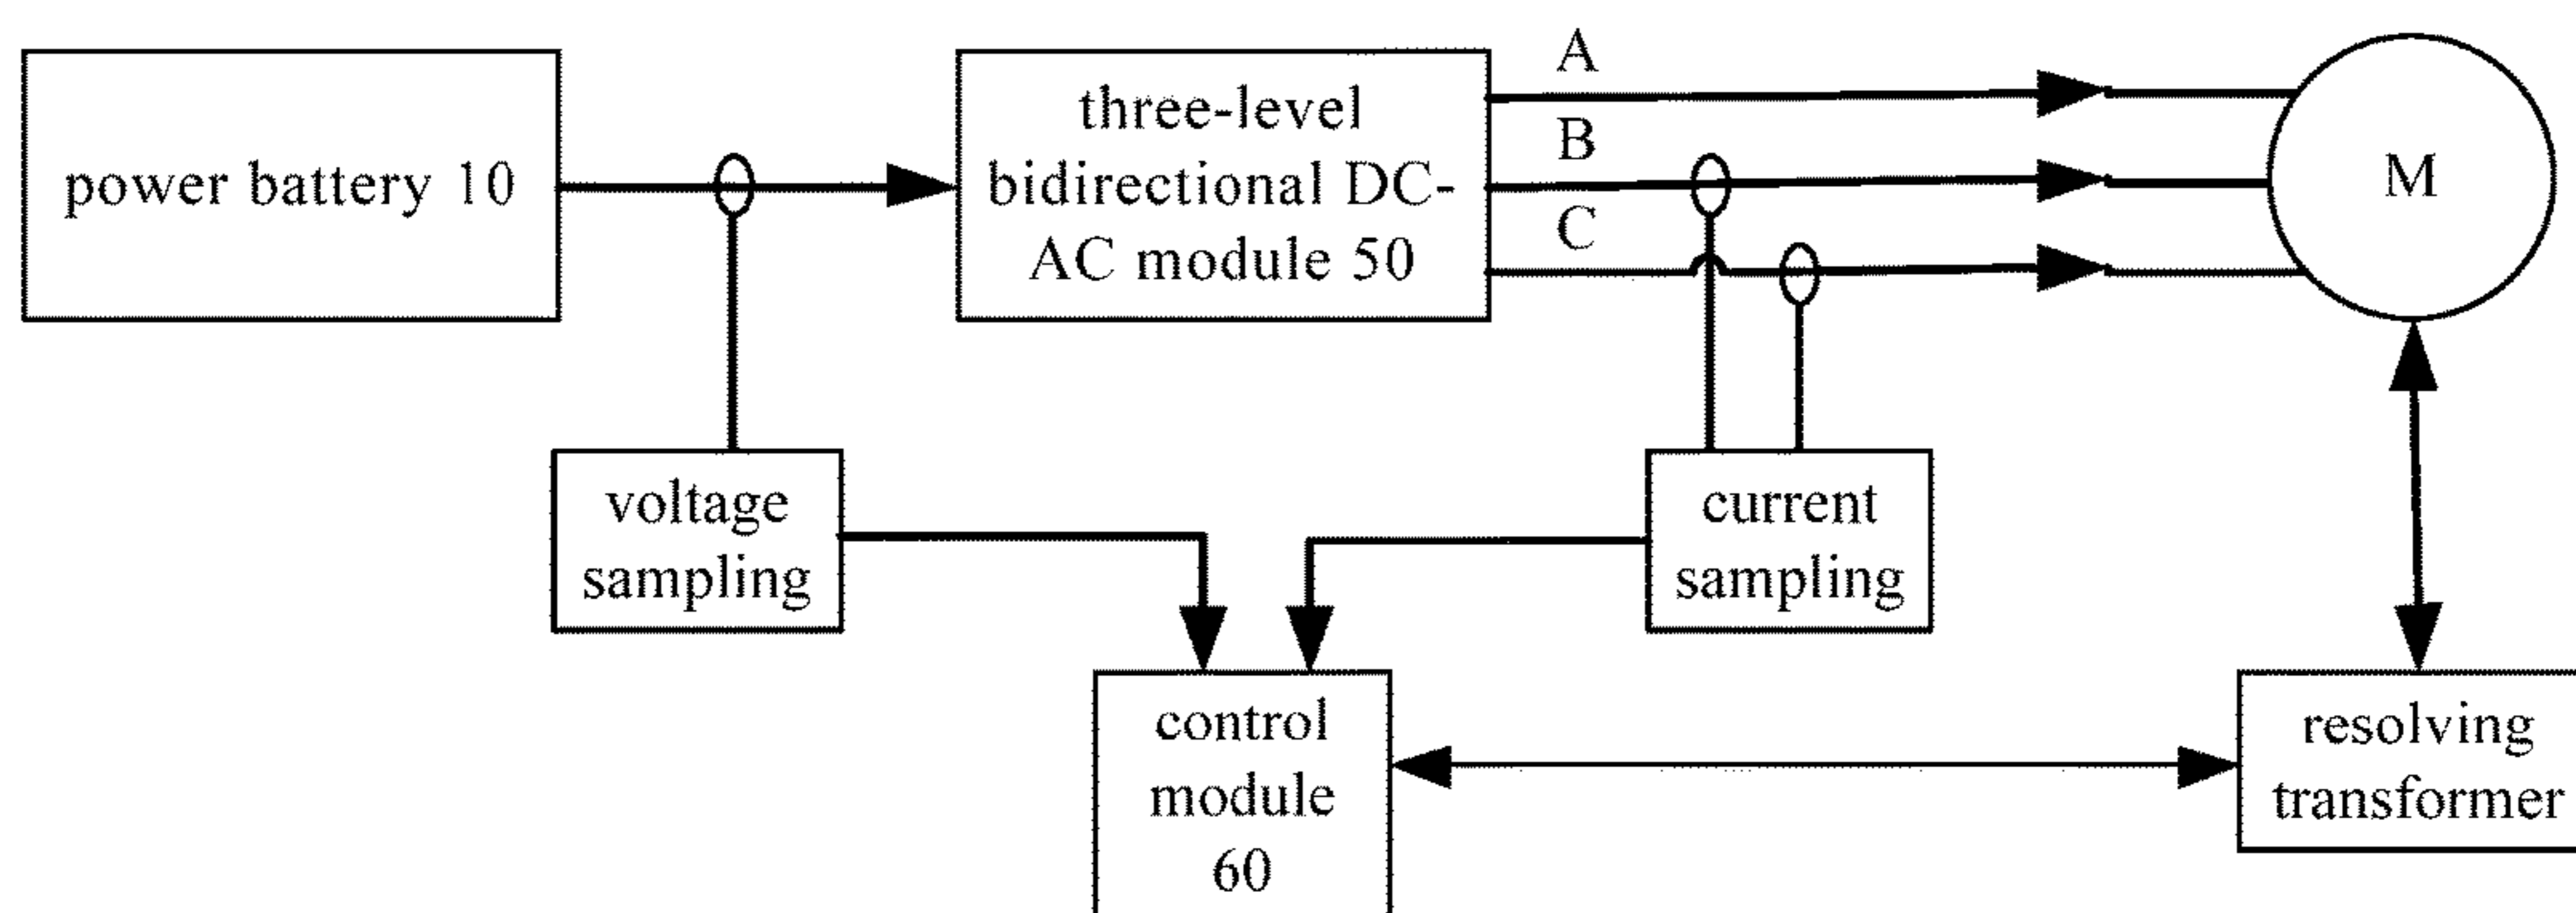 power battery 10
three-level
bidirectional DC-
AC module 50
A
B
C
M
voltage
sampling
current
sampling
control
module
60
resolving
transformer